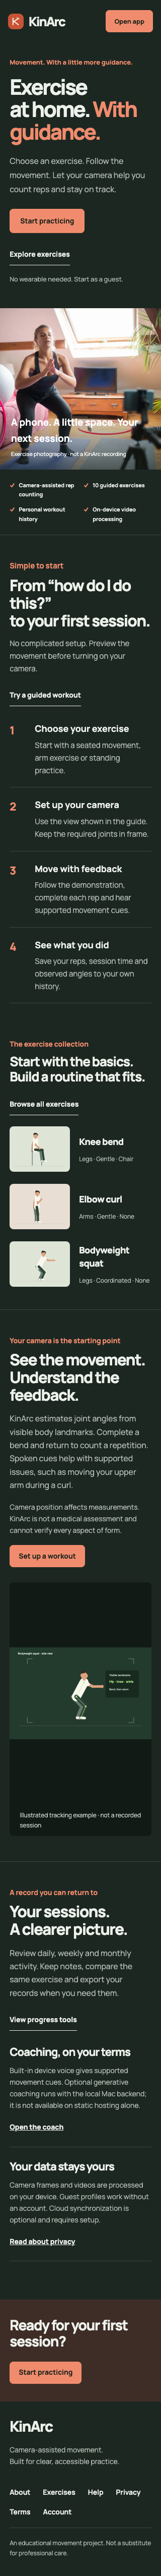 KinArc
Open app
Movement. With a little more guidance.
Exercise
at home. With
guidance.
Choose an exercise. Follow the
movement. Let your camera help you
count reps and stay on track.
Start practicing
Explore exercises
No wearable needed. Start as a guest.
A phone. A little space. Your
next session.
Exercise photography · not a KinArc recording
Camera-assisted rep
counting
10 guided exercises
Personal workout
history
On-device video
processing
Simple to start
From “how do I do
this?”
to your first session.
No complicated setup. Preview the
movement before turning on your
camera.
Try a guided workout
1
Choose your exercise
Start with a seated movement,
arm exercise or standing
practice.
2
Set up your camera
Use the view shown in the guide.
Keep the required joints in frame.
3
Move with feedback
Follow the demonstration,
complete each rep and hear
supported movement cues.
4
See what you did
Save your reps, session time and
observed angles to your own
history.
The exercise collection
Start with the basics.
Build a routine that fits.
Browse all exercises
Knee bend
Legs · Gentle · Chair
Elbow curl
Arms · Gentle · None
Bodyweight
squat
Legs · Coordinated · None
Your camera is the starting point
See the movement.
Understand the
feedback.
KinArc estimates joint angles from
visible body landmarks. Complete a
bend and return to count a repetition.
Spoken cues help with supported
issues, such as moving your upper
arm during a curl.
Camera position affects measurements.
KinArc is not a medical assessment and
cannot verify every aspect of form.
Set up a workout
Bodyweight squat · side view
Illustrated tracking example · not a recorded
session
A record you can return to
Your sessions.
A clearer picture.
Review daily, weekly and monthly
activity. Keep notes, compare the
same exercise and export your
records when you need them.
View progress tools
Coaching, on your terms
Built-in device voice gives supported
movement cues. Optional generative
coaching runs with the local Mac backend;
it is not available on static hosting alone.
Open the coach
Your data stays yours
Camera frames and videos are processed
on your device. Guest profiles work without
an account. Cloud synchronization is
optional and requires setup.
Read about privacy
Ready for your first
session?
Start practicing
KinArc
Camera-assisted movement.
Built for clear, accessible practice.
About
Exercises
Help
Privacy
Terms
Account
An educational movement project. Not a substitute
for professional care.